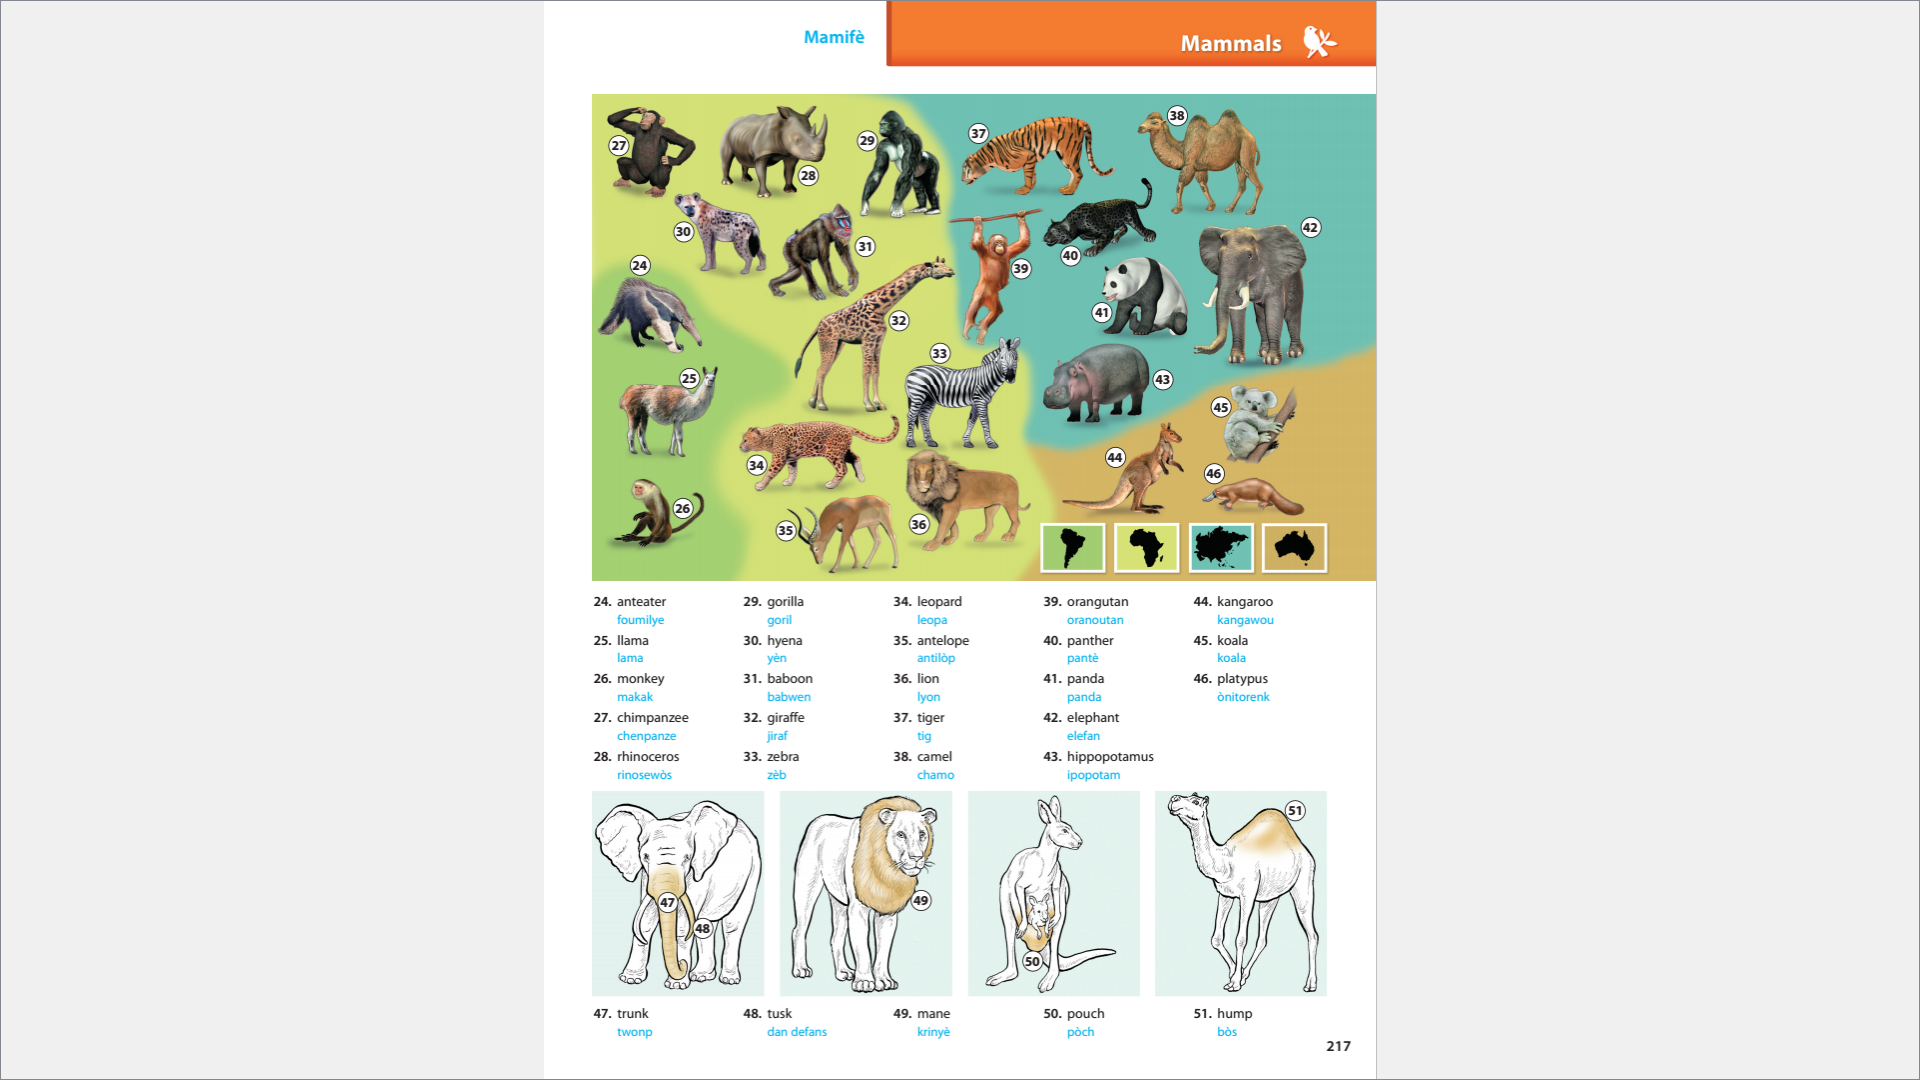 Mamifè
Mammals
27
28
29
37
38
30
31
39
40
42
24
32
41
25
33
43
45
34
44
46
26
35
36
24. anteater
foumilye
25. llama
lama
26. monkey
makak
27. chimpanzee
chenpanze
28. rhinoceros
rinosewòs
29. gorilla
goril
30. hyena
yèn
31. baboon
babwen
32. giraffe
jiraf
33. zebra
zèb
34. leopard
leopa
35. antelope
antilòp
36. lion
lyon
37. tiger
tig
38. camel
chamo
39. orangutan
oranoutan
40. panther
pantè
41. panda
panda
42. elephant
elefan
43. hippopotamus
ipopotam
44. kangaroo
kangawou
45. koala
koala
46. platypus
ònitorenk
47
48
49
50
51
47. trunk
twonp
48. tusk
dan defans
49. mane
krinyè
50. pouch
pòch
51. hump
bòs
217